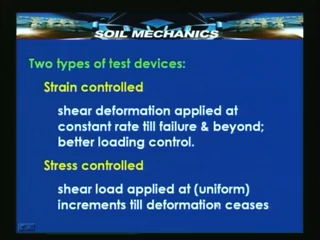 SOIL MECHANICS
Two types of test devices:
Strain controlled
shear deformation applied at
constant rate till failure & beyond;
better loading control.
Stress controlled
shear load applied at (uniform)
increments till deformation ceases